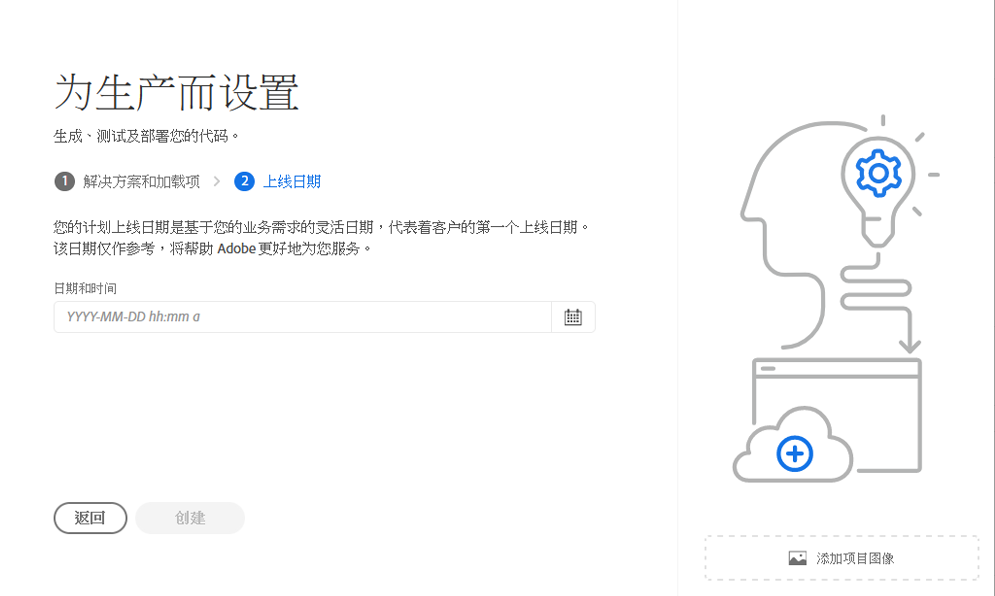 为生产而设置
生成、测试及部署您的代码。
1 解决方案和加载项 > 2 上线日期
您的计划上线日期是基于您的业务需求的灵活日期，代表着客户的第一个上线日期。
该日期仅作参考，将帮助 Adobe 更好地为您服务。
日期和时间
YYYY-MM-DD hh:mm a
返回 创建
添加项目图像